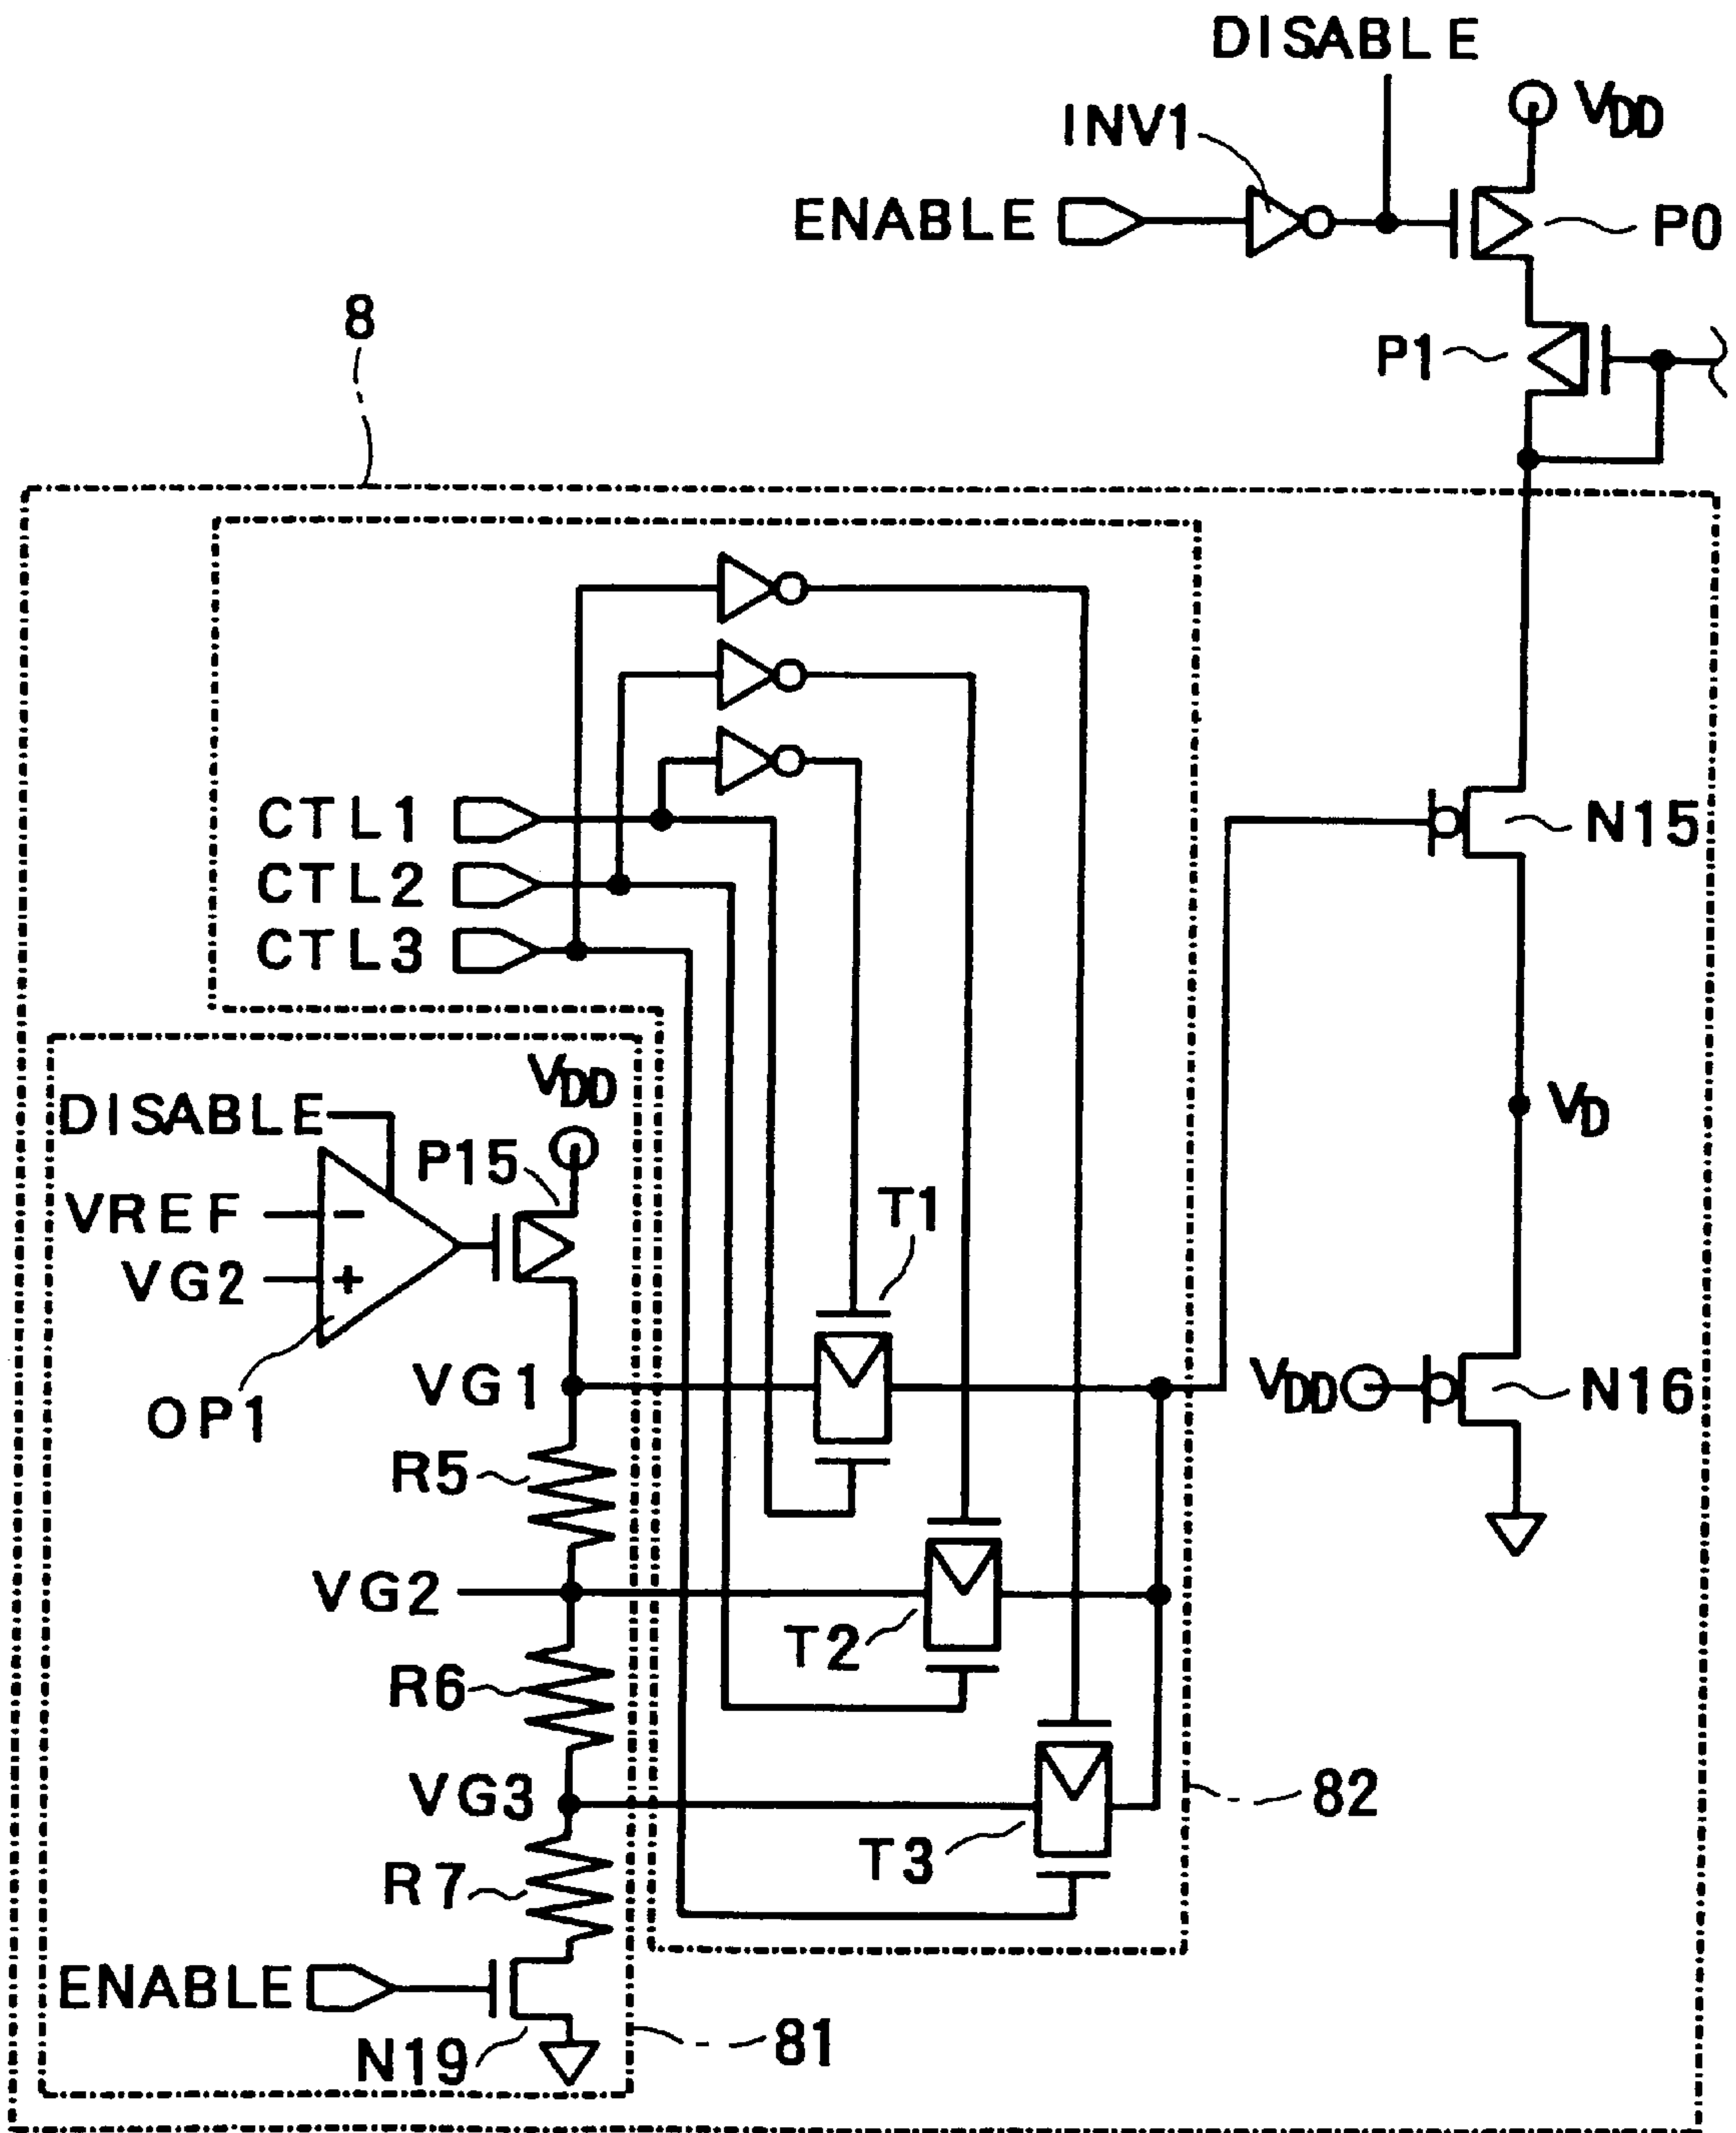 DISABLE
VDD
INV1
ENABLE
P0
8
P1
CTL1
N15
CTL2
CTL3
VDD
DISABLE
VD
P15
VREF
T1
VG2
VG1
VDD
N16
OP1
R5
VG2
T2
R6
VG3
82
T3
R7
ENABLE
81
N19